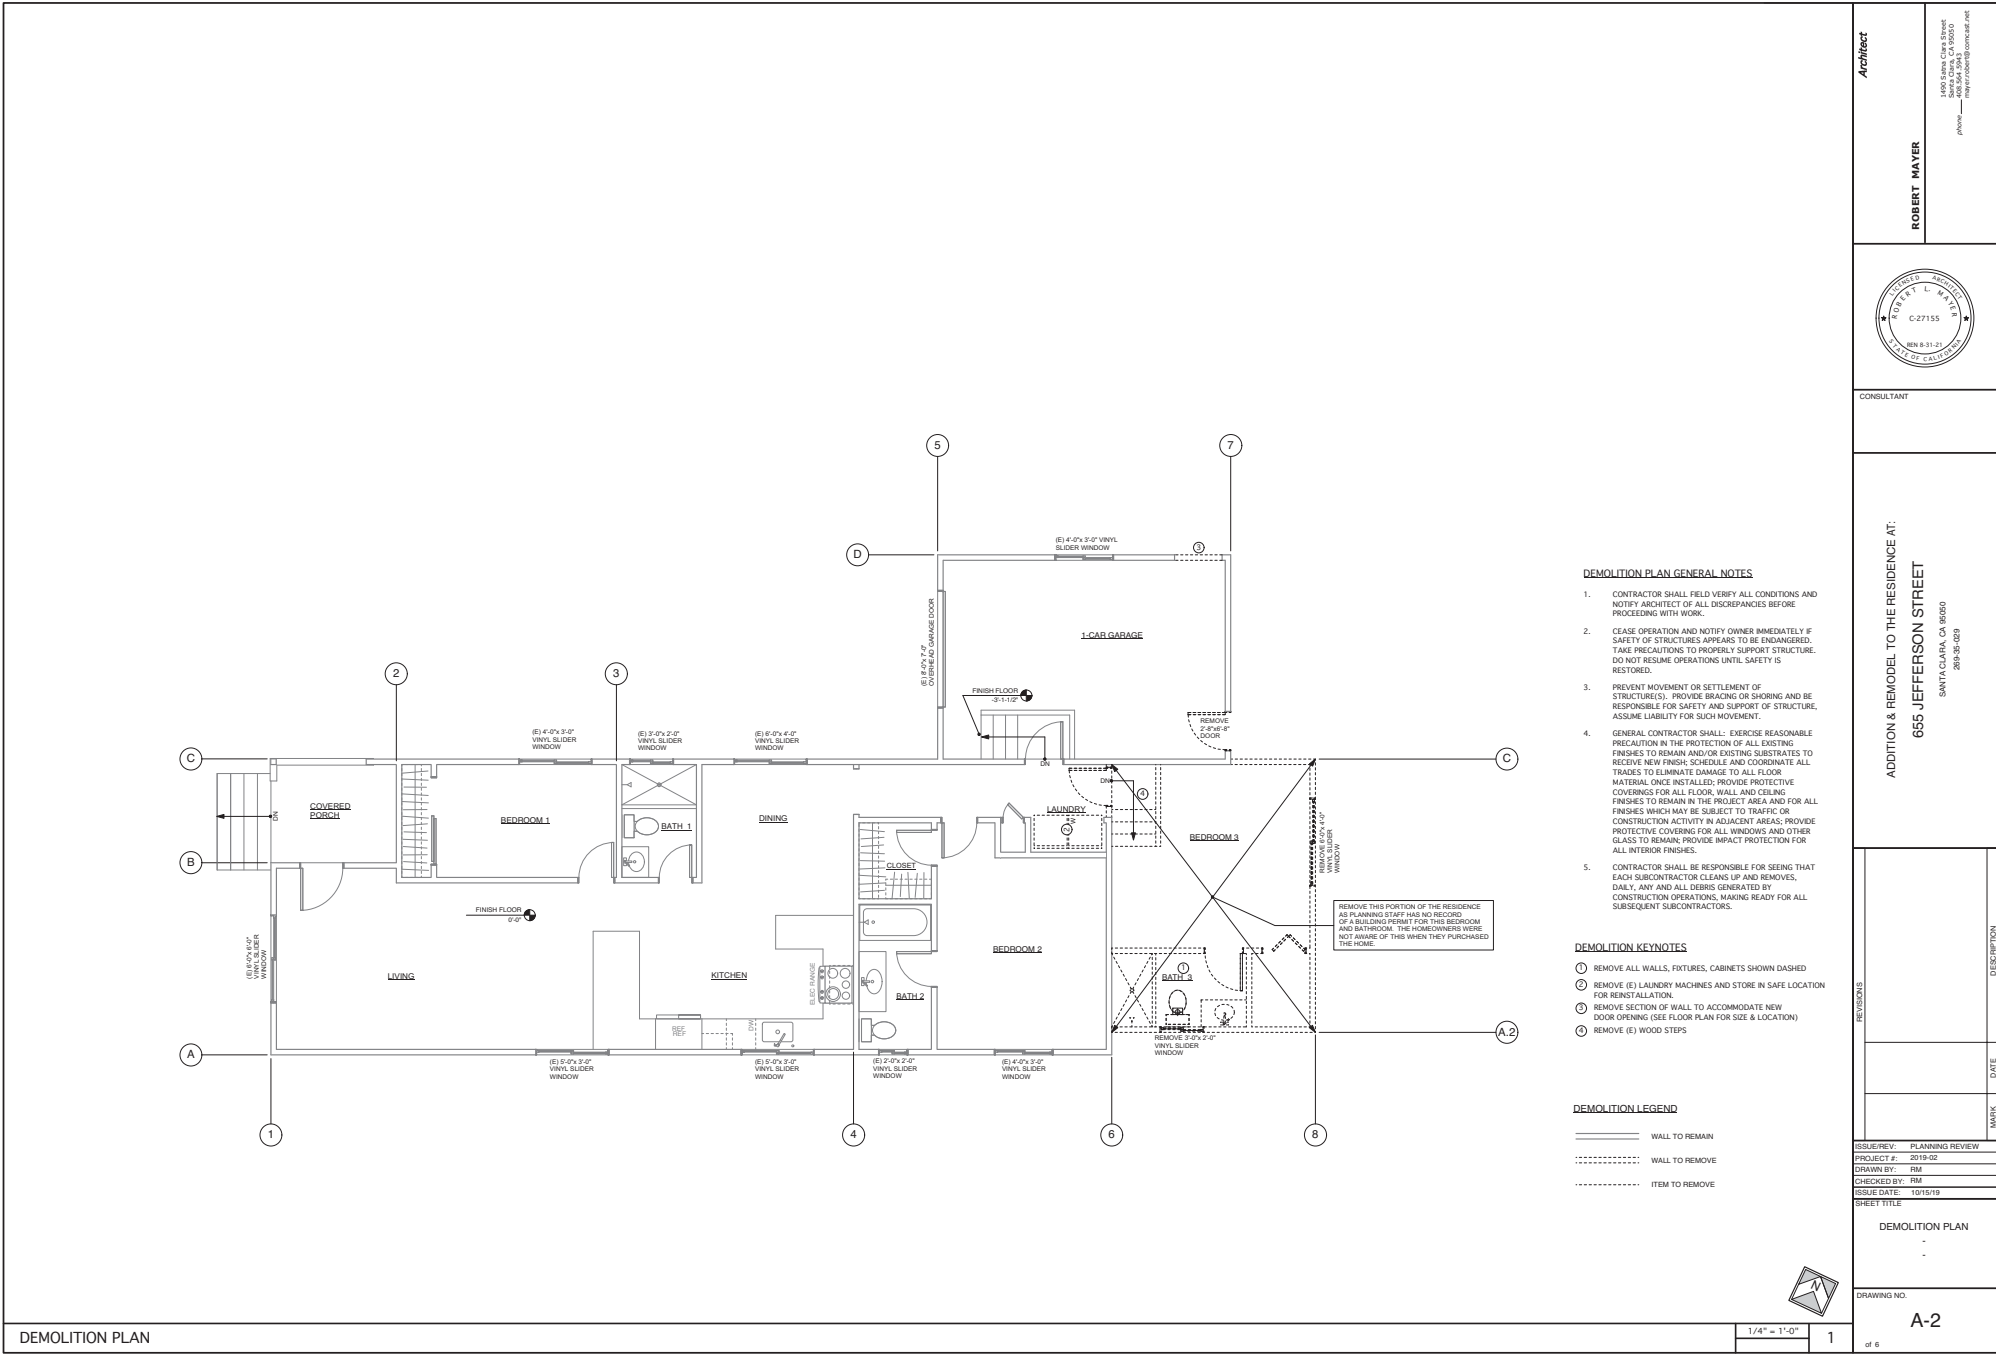 5
7
D
(E) 4'-0"x 3'-0" VINYL
SLIDER WINDOW
3
(E) 8'-0"x 7'-0"
OVERHEAD GARAGE DOOR
1-CAR GARAGE
FINISH FLOOR
-3'-1-1/2"
REMOVE
2'-8"x6'-8"
DOOR
2
3
(E) 4'-0"x 3'-0"
VINYL SLIDER
WINDOW
(E) 3'-0"x 2'-0"
VINYL SLIDER
WINDOW
(E) 6'-0"x 4'-0"
VINYL SLIDER
WINDOW
C
C
DN
DN
DN
COVERED
PORCH
BEDROOM 1
BATH 1
DINING
LAUNDRY
W
2
4
BEDROOM 3
REMOVE 6'-0"x 4'-0"
VINYL SLIDER
WINDOW
B
CLOSET
FINISH FLOOR
0'-0"
REMOVE THIS PORTION OF THE RESIDENCE
AS PLANNING STAFF HAS NO RECORD
OF A BUILDING PERMIT FOR THIS BEDROOM
AND BATHROOM. THE HOMEOWNERS WERE
NOT AWARE OF THIS WHEN THEY PURCHASED
THE HOME.
(E) 6'-0"x 6'-0"
VINYL SLIDER
WINDOW
LIVING
KITCHEN
ELEC RANGE
BATH 2
BEDROOM 2
1
BATH 3
REF
REF
DW
A
A.2
(E) 5'-0"x 3'-0"
VINYL SLIDER
WINDOW
(E) 5'-0"x 3'-0"
VINYL SLIDER
WINDOW
(E) 2'-0"x 2'-0"
VINYL SLIDER
WINDOW
(E) 4'-0"x 3'-0"
VINYL SLIDER
WINDOW
REMOVE 3'-0"x 2'-0"
VINYL SLIDER
WINDOW
1
4
6
8
DEMOLITION PLAN GENERAL NOTES
1. CONTRACTOR SHALL FIELD VERIFY ALL CONDITIONS AND
NOTIFY ARCHITECT OF ALL DISCREPANCIES BEFORE
PROCEEDING WITH WORK.
2. CEASE OPERATION AND NOTIFY OWNER IMMEDIATELY IF
SAFETY OF STRUCTURES APPEARS TO BE ENDANGERED.
TAKE PRECAUTIONS TO PROPERLY SUPPORT STRUCTURE.
DO NOT RESUME OPERATIONS UNTIL SAFETY IS
RESTORED.
3. PREVENT MOVEMENT OR SETTLEMENT OF
STRUCTURE(S). PROVIDE BRACING OR SHORING AND BE
RESPONSIBLE FOR SAFETY AND SUPPORT OF STRUCTURE,
ASSUME LIABILITY FOR SUCH MOVEMENT.
4. GENERAL CONTRACTOR SHALL: EXERCISE REASONABLE
PRECAUTION IN THE PROTECTION OF ALL EXISTING
FINISHES TO REMAIN AND/OR EXISTING SUBSTRATES TO
RECEIVE NEW FINISH; SCHEDULE AND COORDINATE ALL
TRADES TO ELIMINATE DAMAGE TO ALL FLOOR
MATERIAL ONCE INSTALLED; PROVIDE PROTECTIVE
COVERINGS FOR ALL FLOOR, WALL AND CEILING
FINISHES TO REMAIN IN THE PROJECT AREA AND FOR ALL
FINISHES WHICH MAY BE SUBJECT TO TRAFFIC OR
CONSTRUCTION ACTIVITY IN ADJACENT AREAS; PROVIDE
PROTECTIVE COVERING FOR ALL WINDOWS AND OTHER
GLASS TO REMAIN; PROVIDE IMPACT PROTECTION FOR
ALL INTERIOR FINISHES.
5. CONTRACTOR SHALL BE RESPONSIBLE FOR SEEING THAT
EACH SUBCONTRACTOR CLEANS UP AND REMOVES,
DAILY, ANY AND ALL DEBRIS GENERATED BY
CONSTRUCTION OPERATIONS, MAKING READY FOR ALL
SUBSEQUENT SUBCONTRACTORS.
DEMOLITION KEYNOTES
1 REMOVE ALL WALLS, FIXTURES, CABINETS SHOWN DASHED
2 REMOVE (E) LAUNDRY MACHINES AND STORE IN SAFE LOCATION
FOR REINSTALLATION.
3 REMOVE SECTION OF WALL TO ACCOMMODATE NEW
DOOR OPENING (SEE FLOOR PLAN FOR SIZE & LOCATION)
4 REMOVE (E) WOOD STEPS
DEMOLITION LEGEND
WALL TO REMAIN
WALL TO REMOVE
ITEM TO REMOVE
N
DEMOLITION PLAN
1/4" = 1'-0"
1
Architect
ROBERT MAYER
1490 Satna Clara Street
Santa Clara, CA 95050
phone 408.564.5943
mayer.robert@comcast.net
LICENSED ARCHITECT
ROBERT L. MAYER
C-27155
REN 8-31-21
STATE OF CALIFORNIA
CONSULTANT
ADDITION & REMODEL TO THE RESIDENCE AT:
655 JEFFERSON STREET
SANTA CLARA, CA 95050
269-35-029
REVISIONS
DESCRIPTION
DATE
MARK
ISSUE/REV: PLANNING REVIEW
PROJECT #: 2019-02
DRAWN BY: RM
CHECKED BY: RM
ISSUE DATE: 10/15/19
SHEET TITLE
DEMOLITION PLAN
-
-
DRAWING NO.
A-2
of 6